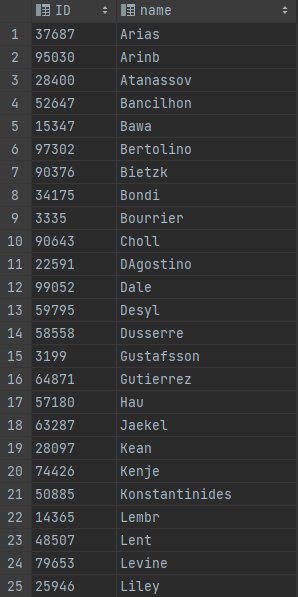 ID name
1 37687 Arias
2 95030 Arinb
3 28400 Atanassov
4 52647 Bancilhon
5 15347 Bawa
6 97302 Bertolino
7 90376 Bietzk
8 34175 Bondi
9 3335 Bourrier
10 90643 Choll
11 22591 DAgostino
12 99052 Dale
13 59795 Desyl
14 58558 Dusserre
15 3199 Gustafsson
16 64871 Gutierrez
17 57180 Hau
18 63287 Jaekel
19 28097 Kean
20 74426 Kenje
21 50885 Konstantinides
22 14365 Lembr
23 48507 Lent
24 79653 Levine
25 25946 Liley